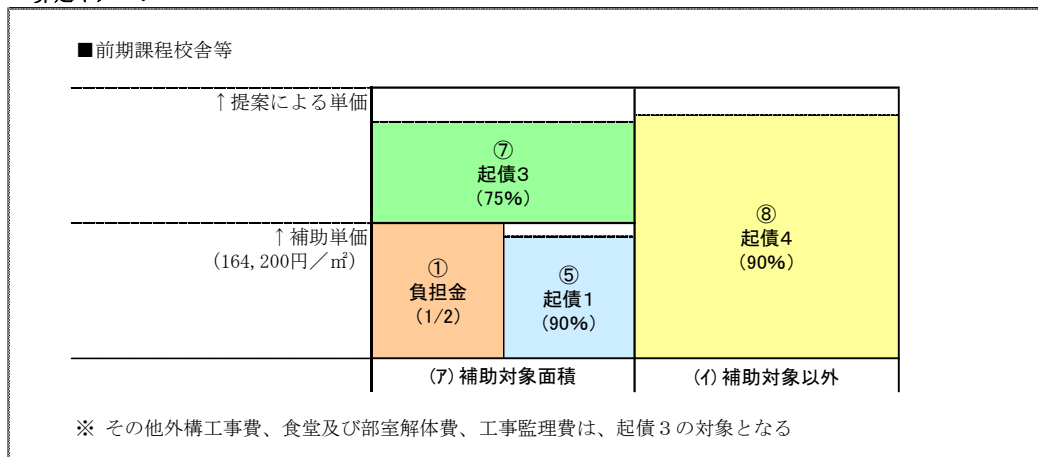 ■前期課程校舎等
↑提案による単価
⑦
起債3
(75%)
⑧
起債4
(90%)
↑補助単価
(164,200円／㎡)
①
負担金
(1/2)
⑤
起債1
(90%)
(ｱ)補助対象面積
(ｲ)補助対象以外
※ その他外構工事費、食堂及び部室解体費、工事監理費は、起債３の対象となる